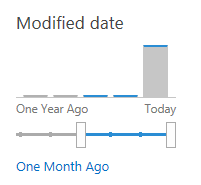 Modified date
One Year Ago Today
One Month Ago